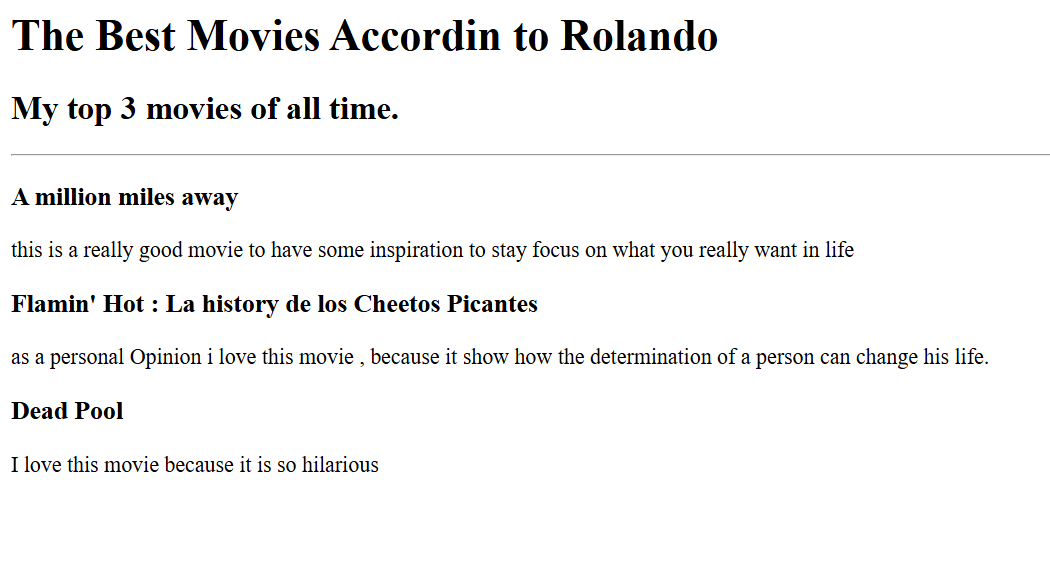 The Best Movies Accordin to Rolando
My top 3 movies of all time.
A million miles away
this is a really good movie to have some inspiration to stay focus on what you really want in life
Flamin' Hot : La history de los Cheetos Picantes
as a personal Opinion i love this movie , because it show how the determination of a person can change his life.
Dead Pool
I love this movie because it is so hilarious